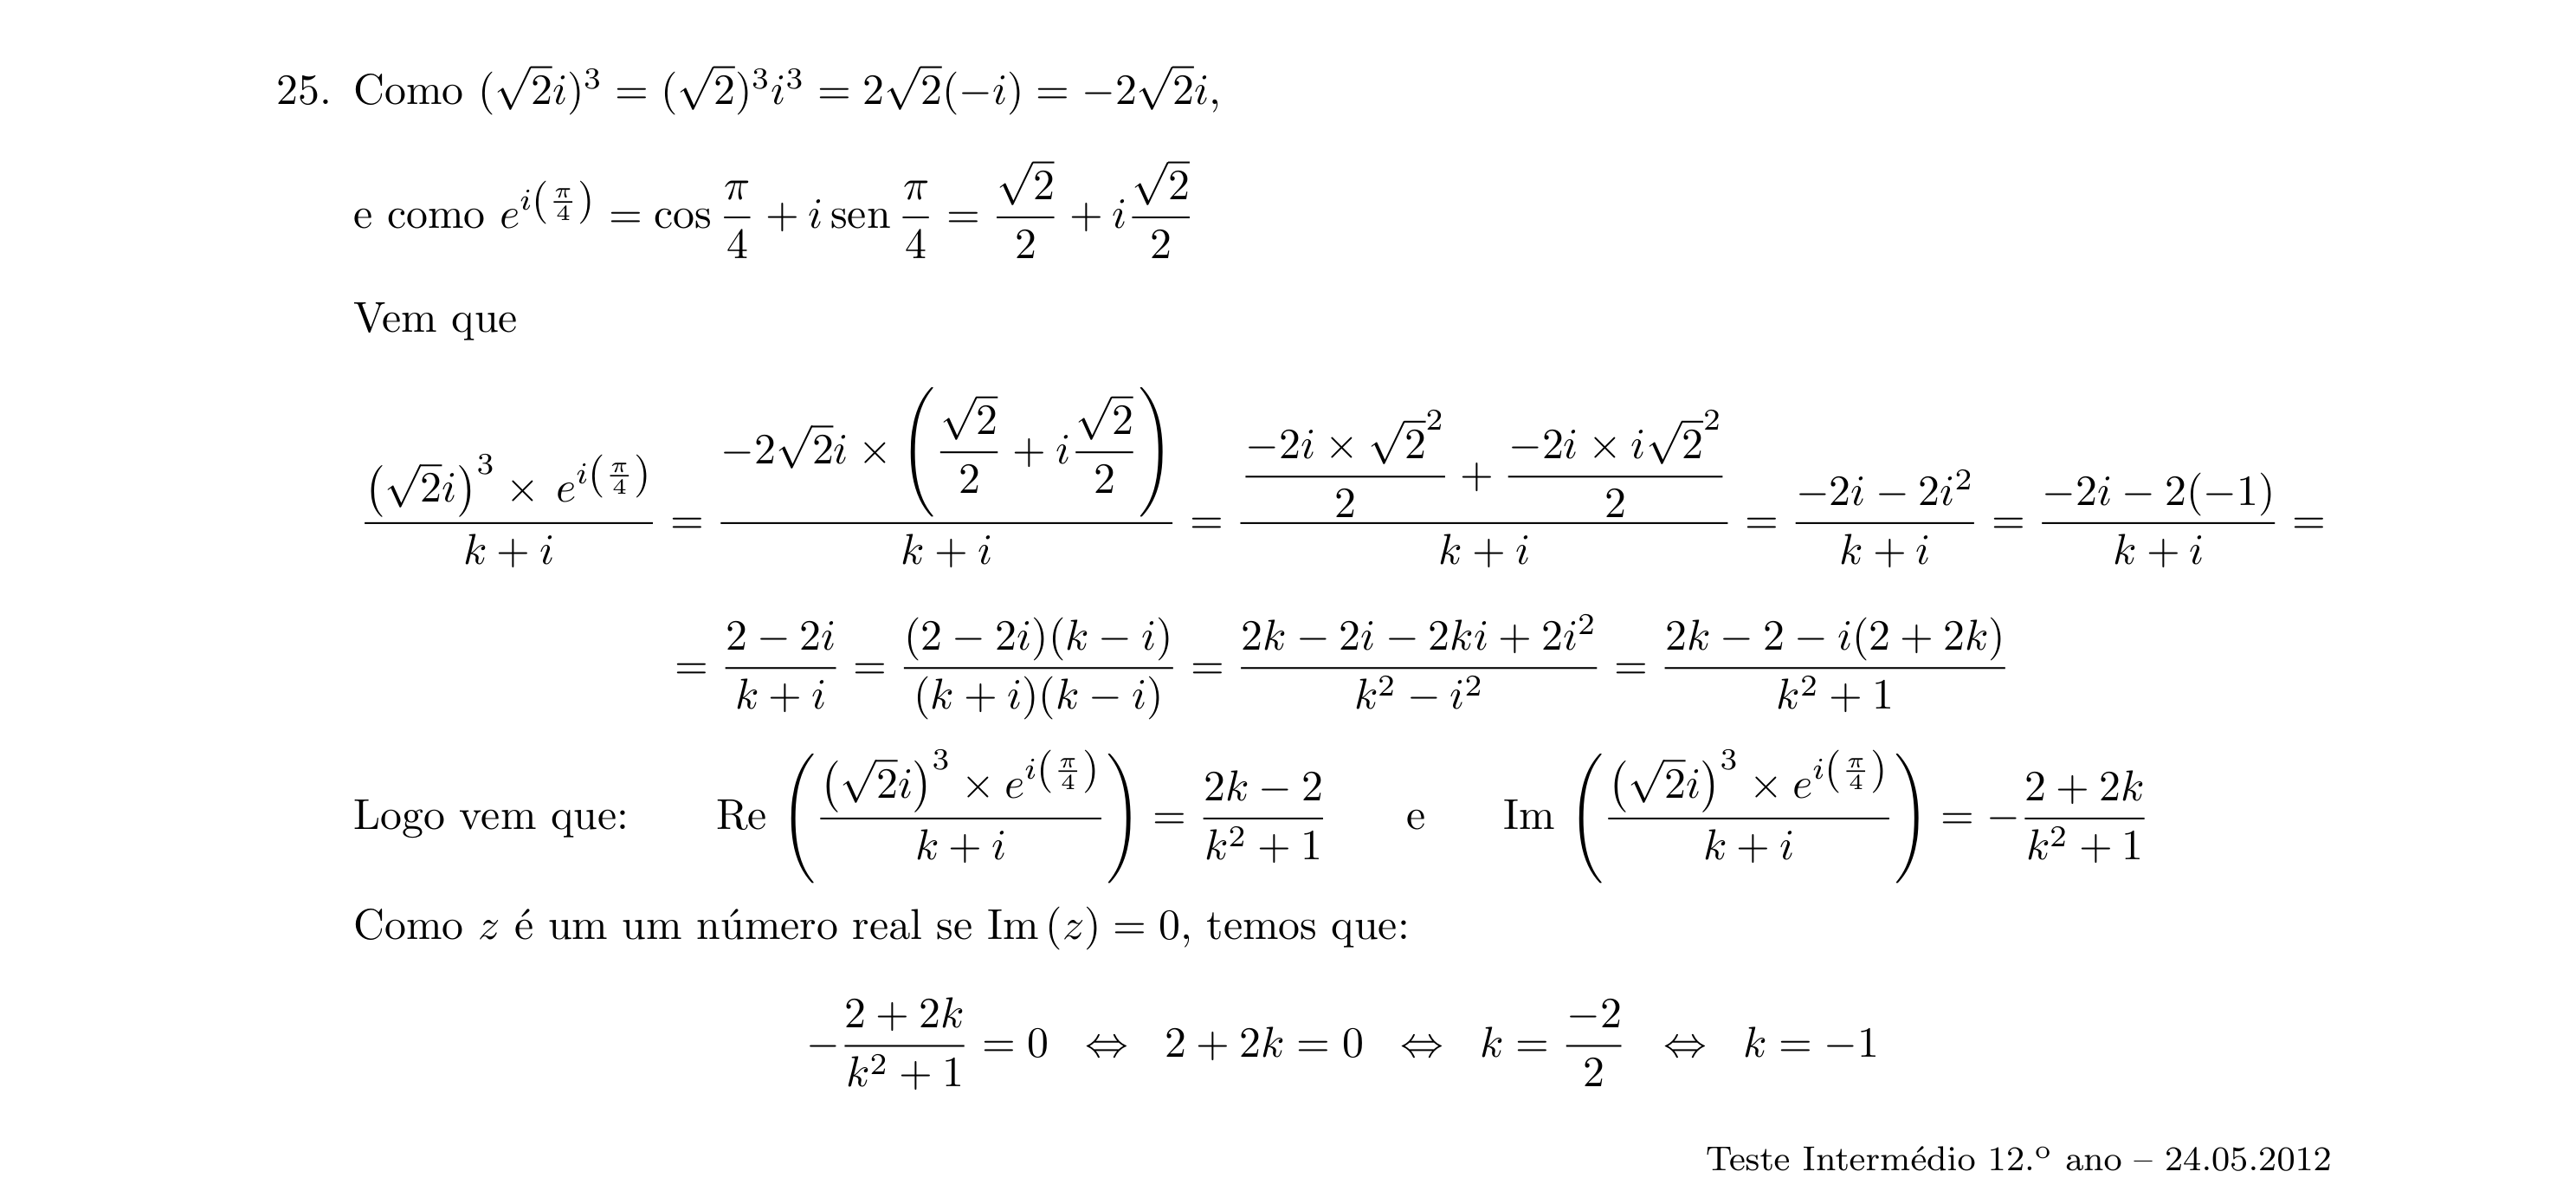 25. Como $(\sqrt{2}i)^3 = (\sqrt{2})^3 i^3 = 2\sqrt{2}(-i) = -2\sqrt{2}i$,
e como $e^{i\left(\frac{\pi}{4}\right)} = \cos\frac{\pi}{4} + i\,\text{sen}\,\frac{\pi}{4} = \frac{\sqrt{2}}{2} + i\frac{\sqrt{2}}{2}$
Vem que
$\frac{\left(\sqrt{2}i\right)^3 \times e^{i\left(\frac{\pi}{4}\right)}}{k+i} = \frac{-2\sqrt{2}i \times \left(\frac{\sqrt{2}}{2} + i\frac{\sqrt{2}}{2}\right)}{k+i} = \frac{\frac{-2i \times \sqrt{2}^2}{2} + \frac{-2i \times i\sqrt{2}^2}{2}}{k+i} = \frac{-2i - 2i^2}{k+i} = \frac{-2i - 2(-1)}{k+i} =$
$= \frac{2-2i}{k+i} = \frac{(2-2i)(k-i)}{(k+i)(k-i)} = \frac{2k - 2i - 2ki + 2i^2}{k^2 - i^2} = \frac{2k - 2 - i(2+2k)}{k^2+1}$
Logo vem que: $\text{Re}\left(\frac{\left(\sqrt{2}i\right)^3 \times e^{i\left(\frac{\pi}{4}\right)}}{k+i}\right) = \frac{2k-2}{k^2+1}$ e $\text{Im}\left(\frac{\left(\sqrt{2}i\right)^3 \times e^{i\left(\frac{\pi}{4}\right)}}{k+i}\right) = -\frac{2+2k}{k^2+1}$
Como $z$ é um um número real se $\text{Im}\,(z) = 0$, temos que:
$-\frac{2+2k}{k^2+1} = 0 \Leftrightarrow 2+2k = 0 \Leftrightarrow k = \frac{-2}{2} \Leftrightarrow k = -1$
Teste Intermédio 12.º ano – 24.05.2012